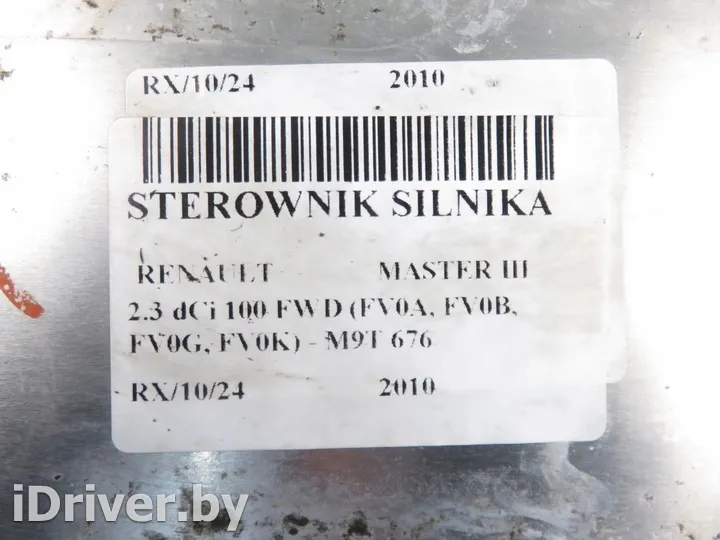 RX/10/24 2010
STEROWNIK SILNIKA
RENAULT MASTER III
2.3 dCi 100 FWD (FV0A, FV0B,
FV0G, FV0K) - M9T 676
RX/10/24 2010
iDriver.by